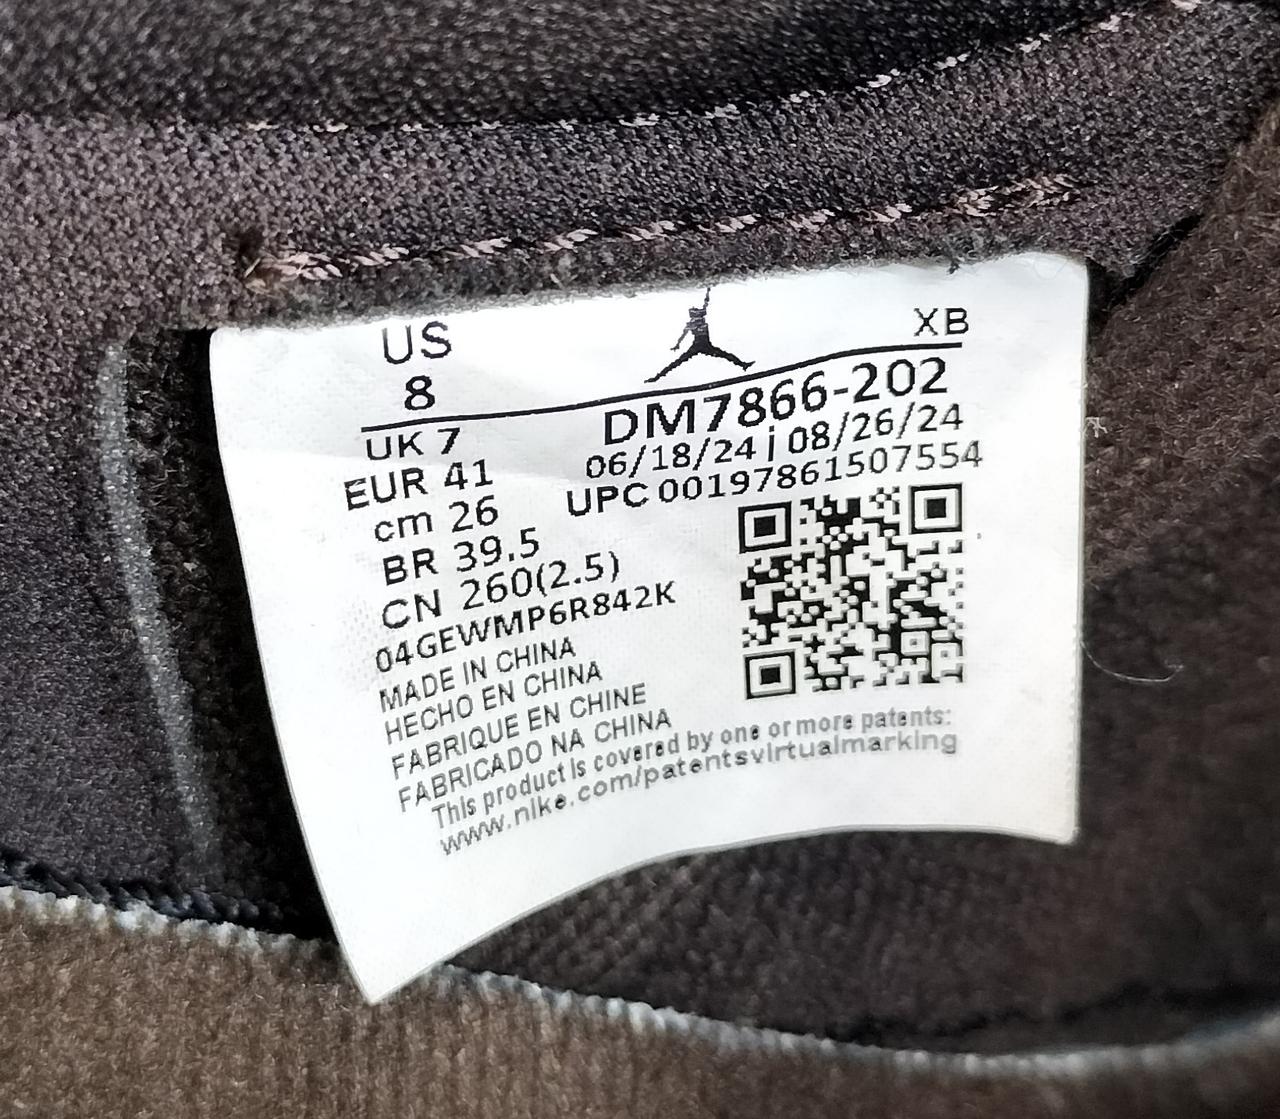 US
8
XB
DM7866-202
06/18/24 | 08/26/24
UPC 00197861507554
UK 7
EUR 41
cm 26
BR 39.5
CN 260(2.5)
04GEWMP6R842K
MADE IN CHINA
HECHO EN CHINA
FABRIQUE EN CHINE
FABRICADO NA CHINA
This product is covered by one or more patents:
www.nike.com/patentsvirtualmarking